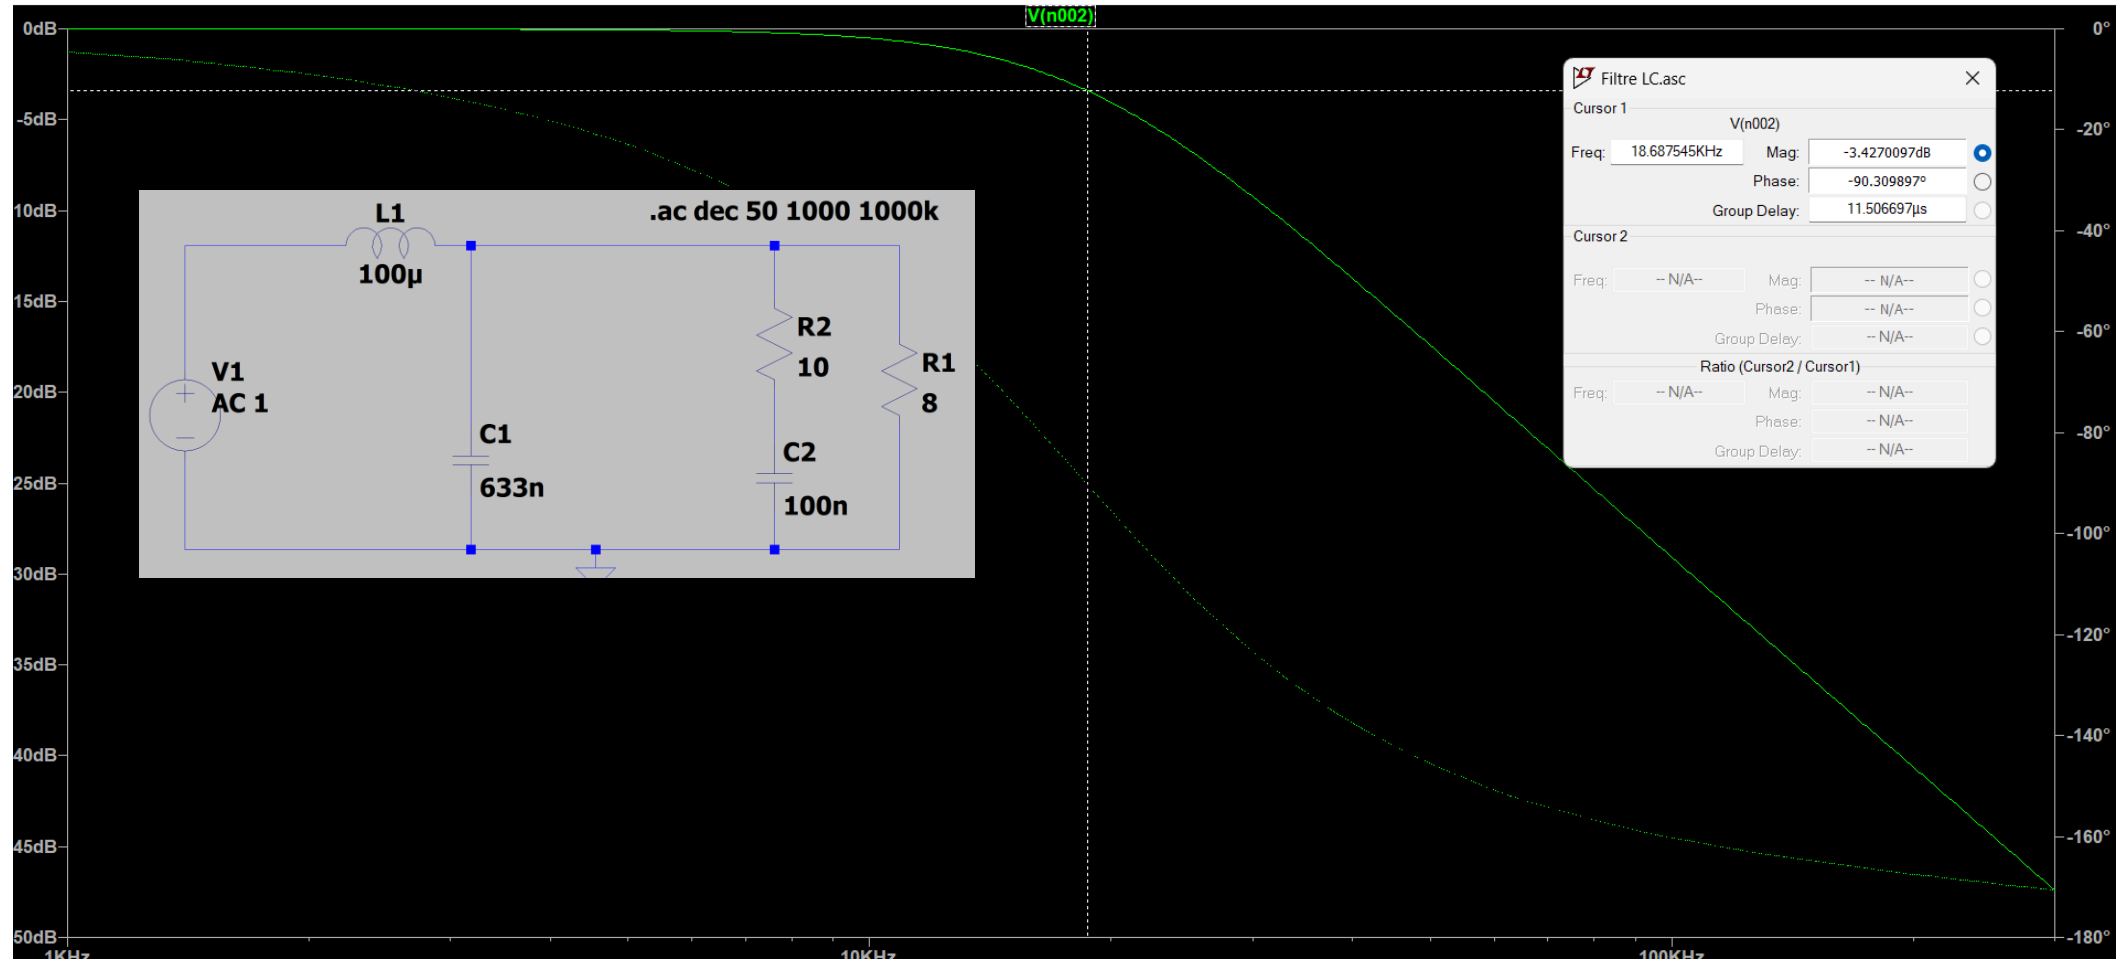 V(n002)
0dB
-5dB
10dB
15dB
20dB
25dB
30dB
35dB
40dB
45dB
50dB
0°
-20°
-40°
-60°
-80°
-100°
-120°
-140°
-160°
-180°
1KHz
10KHz
100KHz
L1
100µ
.ac dec 50 1000 1000k
V1
AC 1
C1
633n
R2
10
C2
100n
R1
8
Filtre LC.asc
Cursor 1
V(n002)
Freq: 18.687545KHz Mag: -3.4270097dB
Phase: -90.309897°
Group Delay: 11.506697µs
Cursor 2
Freq: -- N/A-- Mag: -- N/A--
Phase: -- N/A--
Group Delay: -- N/A--
Ratio (Cursor2 / Cursor1)
Freq: -- N/A-- Mag: -- N/A--
Phase: -- N/A--
Group Delay: -- N/A--